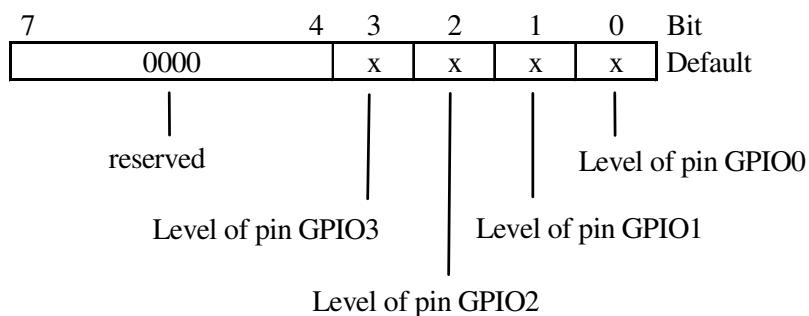 7 4 3 2 1 0 Bit
0000 x x x x Default
reserved
Level of pin GPIO0
Level of pin GPIO3
Level of pin GPIO1
Level of pin GPIO2